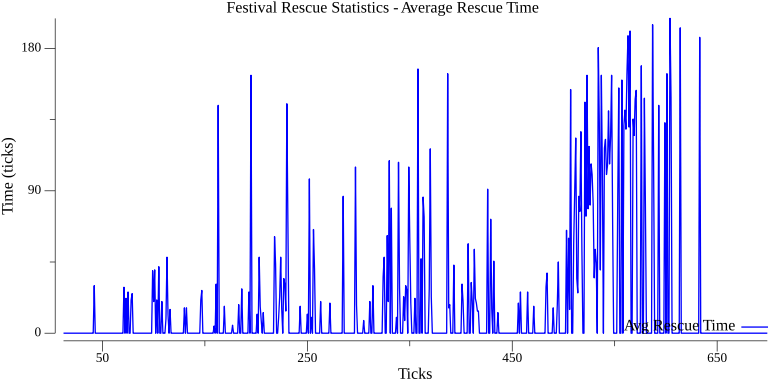 Festival Rescue Statistics - Average Rescue Time
180
90
0
Time (ticks)
Avg Rescue Time
50
250
450
650
Ticks